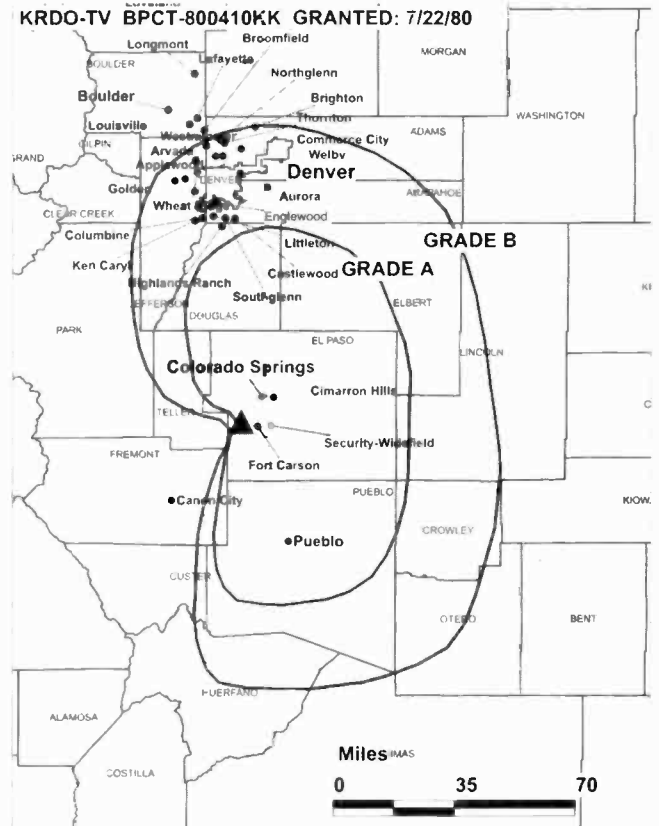 KRDO-TV BPCT-800410KK GRANTED: 7/22/80
Broomfield
MORGAN
Longmont
Lafayette
BOULDER
Northglenn
Boulder
Brighton
Louisville
Thornton
WASHINGTON
Westminster
Commerce City
ADAMS
GILPIN
Arvada
Welby
GRAND
Applewood
Denver
DENVER
Golden
Aurora
ARAPAHOE
Wheat
CLEAR CREEK
Englewood
Columbine
Littleton
GRADE B
Ken Caryl
Castlewood
GRADE A
Highlands Ranch
Southglenn
JEFFERSON
ELBERT
DOUGLAS
PARK
EL PASO
LINCOLN
Colorado Springs
Cimarron Hills
TELLER
Security-Widefield
FREMONT
Fort Carson
PUEBLO
Canon City
KIOW
CROWLEY
Pueblo
CUSTER
OTERO
BENT
HUERFANO
ALAMOSA
Miles
IMAS
COSTILLA
0 35 70